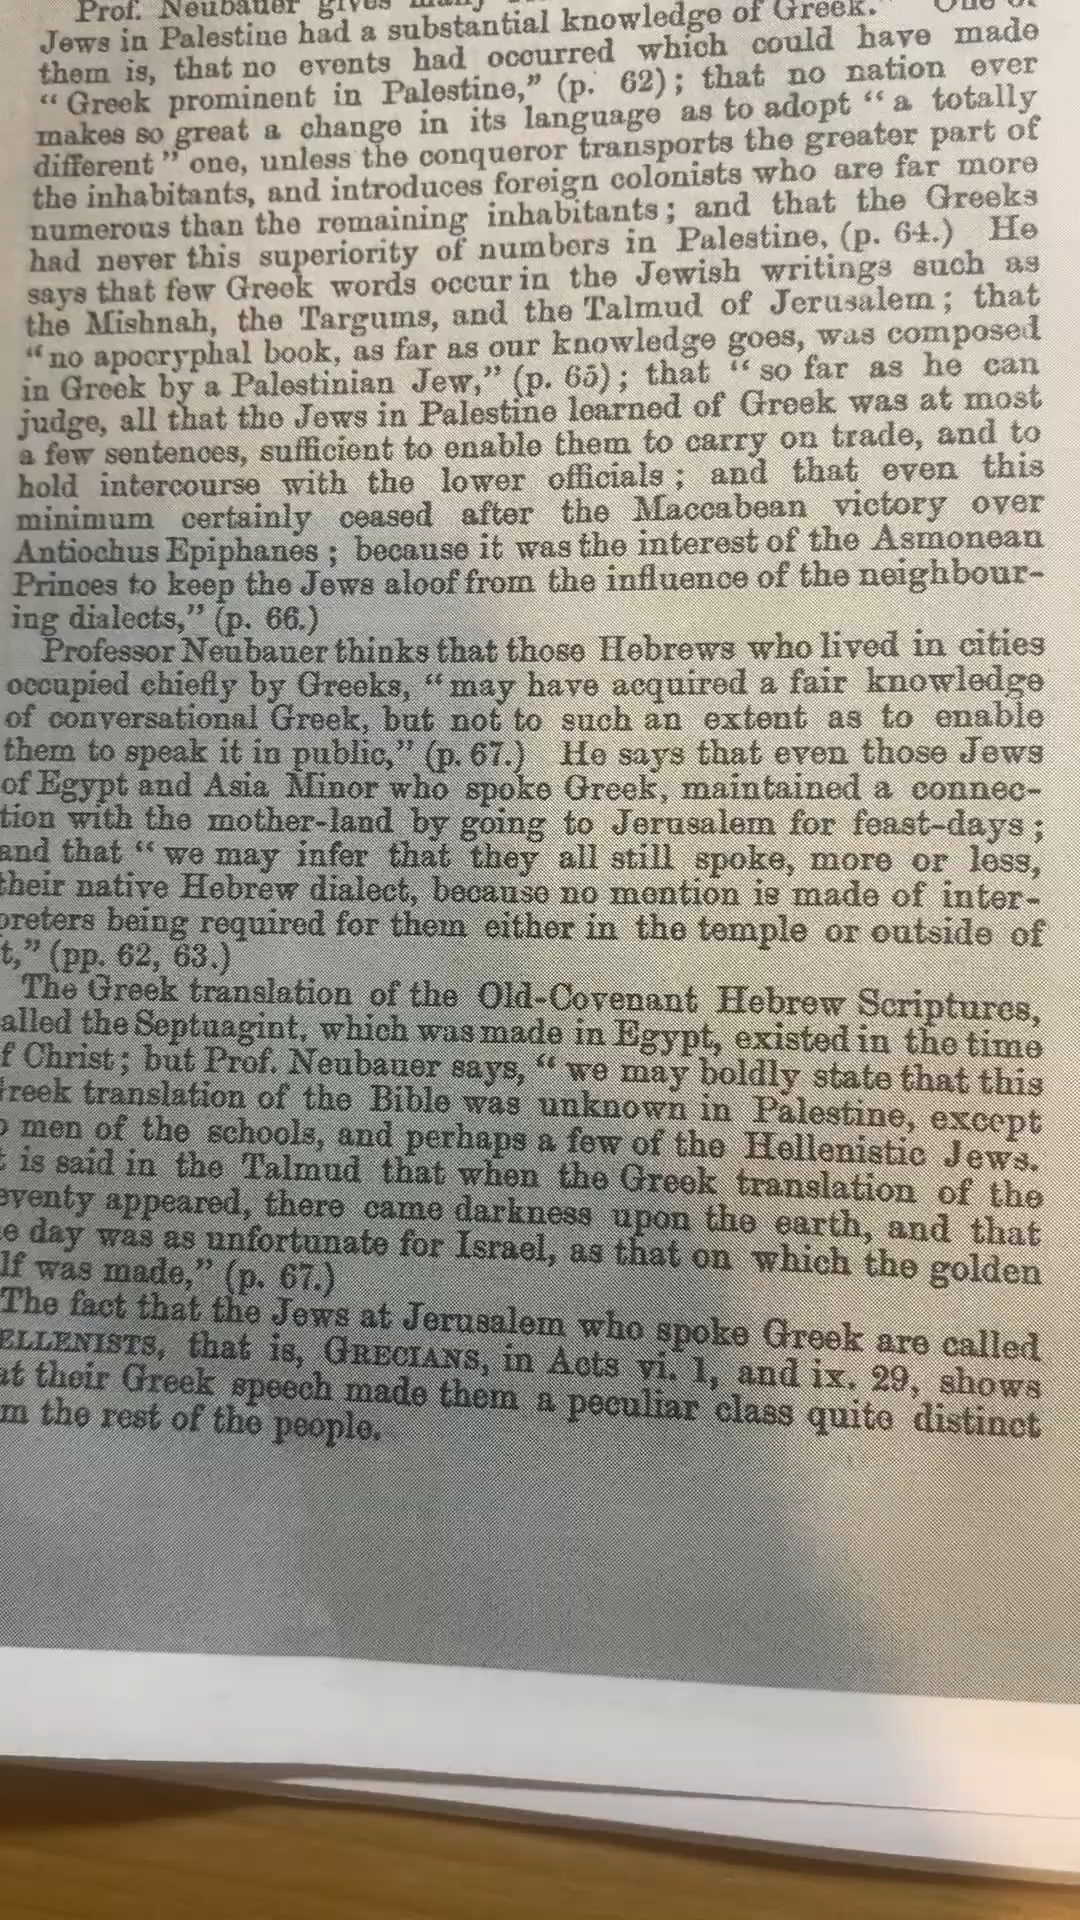 Prof. Neubauer gives many
Jews in Palestine had a substantial knowledge of Greek." One of
them is, that no events had occurred which could have made
“ Greek prominent in Palestine,” (p. 62) ; that no nation ever
makes so great a change in its language as to adopt “ a totally
different ” one, unless the conqueror transports the greater part of
the inhabitants, and introduces foreign colonists who are far more
numerous than the remaining inhabitants ; and that the Greeks
had never this superiority of numbers in Palestine, (p. 64.) He
says that few Greek words occur in the Jewish writings such as
the Mishnah, the Targums, and the Talmud of Jerusalem ; that
“ no apocryphal book, as far as our knowledge goes, was composed
in Greek by a Palestinian Jew,” (p. 65) ; that “ so far as he can
judge, all that the Jews in Palestine learned of Greek was at most
a few sentences, sufficient to enable them to carry on trade, and to
hold intercourse with the lower officials ; and that even this
minimum certainly ceased after the Maccabean victory over
Antiochus Epiphanes ; because it was the interest of the Asmonean
Princes to keep the Jews aloof from the influence of the neighbour-
ing dialects,” (p. 66.)
Professor Neubauer thinks that those Hebrews who lived in cities
occupied chiefly by Greeks, “ may have acquired a fair knowledge
of conversational Greek, but not to such an extent as to enable
them to speak it in public,” (p. 67.) He says that even those Jews
of Egypt and Asia Minor who spoke Greek, maintained a connec-
tion with the mother-land by going to Jerusalem for feast-days ;
and that “ we may infer that they all still spoke, more or less,
their native Hebrew dialect, because no mention is made of inter-
preters being required for them either in the temple or outside of
t,” (pp. 62, 63.)
The Greek translation of the Old-Covenant Hebrew Scriptures,
alled the Septuagint, which was made in Egypt, existed in the time
f Christ ; but Prof. Neubauer says, “ we may boldly state that this
reek translation of the Bible was unknown in Palestine, except
o men of the schools, and perhaps a few of the Hellenistic Jews.
t is said in the Talmud that when the Greek translation of the
eventy appeared, there came darkness upon the earth, and that
e day was as unfortunate for Israel, as that on which the golden
lf was made,” (p. 67.)
The fact that the Jews at Jerusalem who spoke Greek are called
ELLENISTS, that is, GRECIANS, in Acts vi. 1, and ix. 29, shows
at their Greek speech made them a peculiar class quite distinct
m the rest of the people.